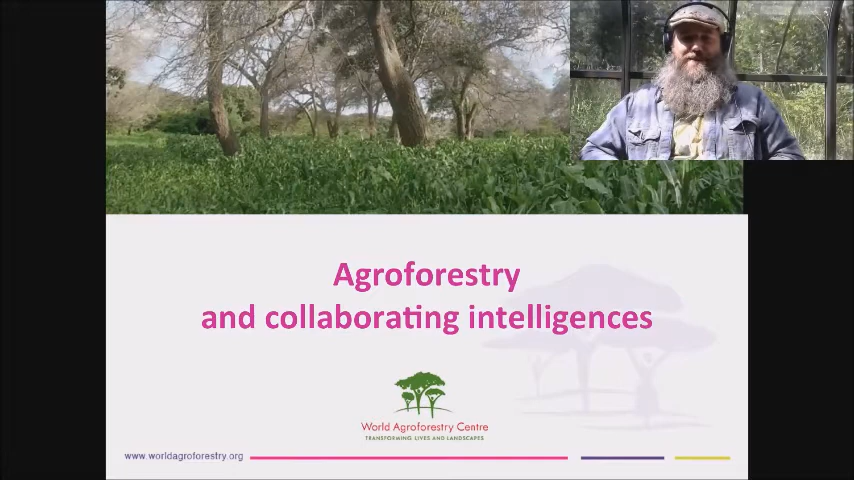 Agroforestry
and collaborating intelligences
World Agroforestry Centre
TRANSFORMING LIVES AND LANDSCAPES
www.worldagroforestry.org